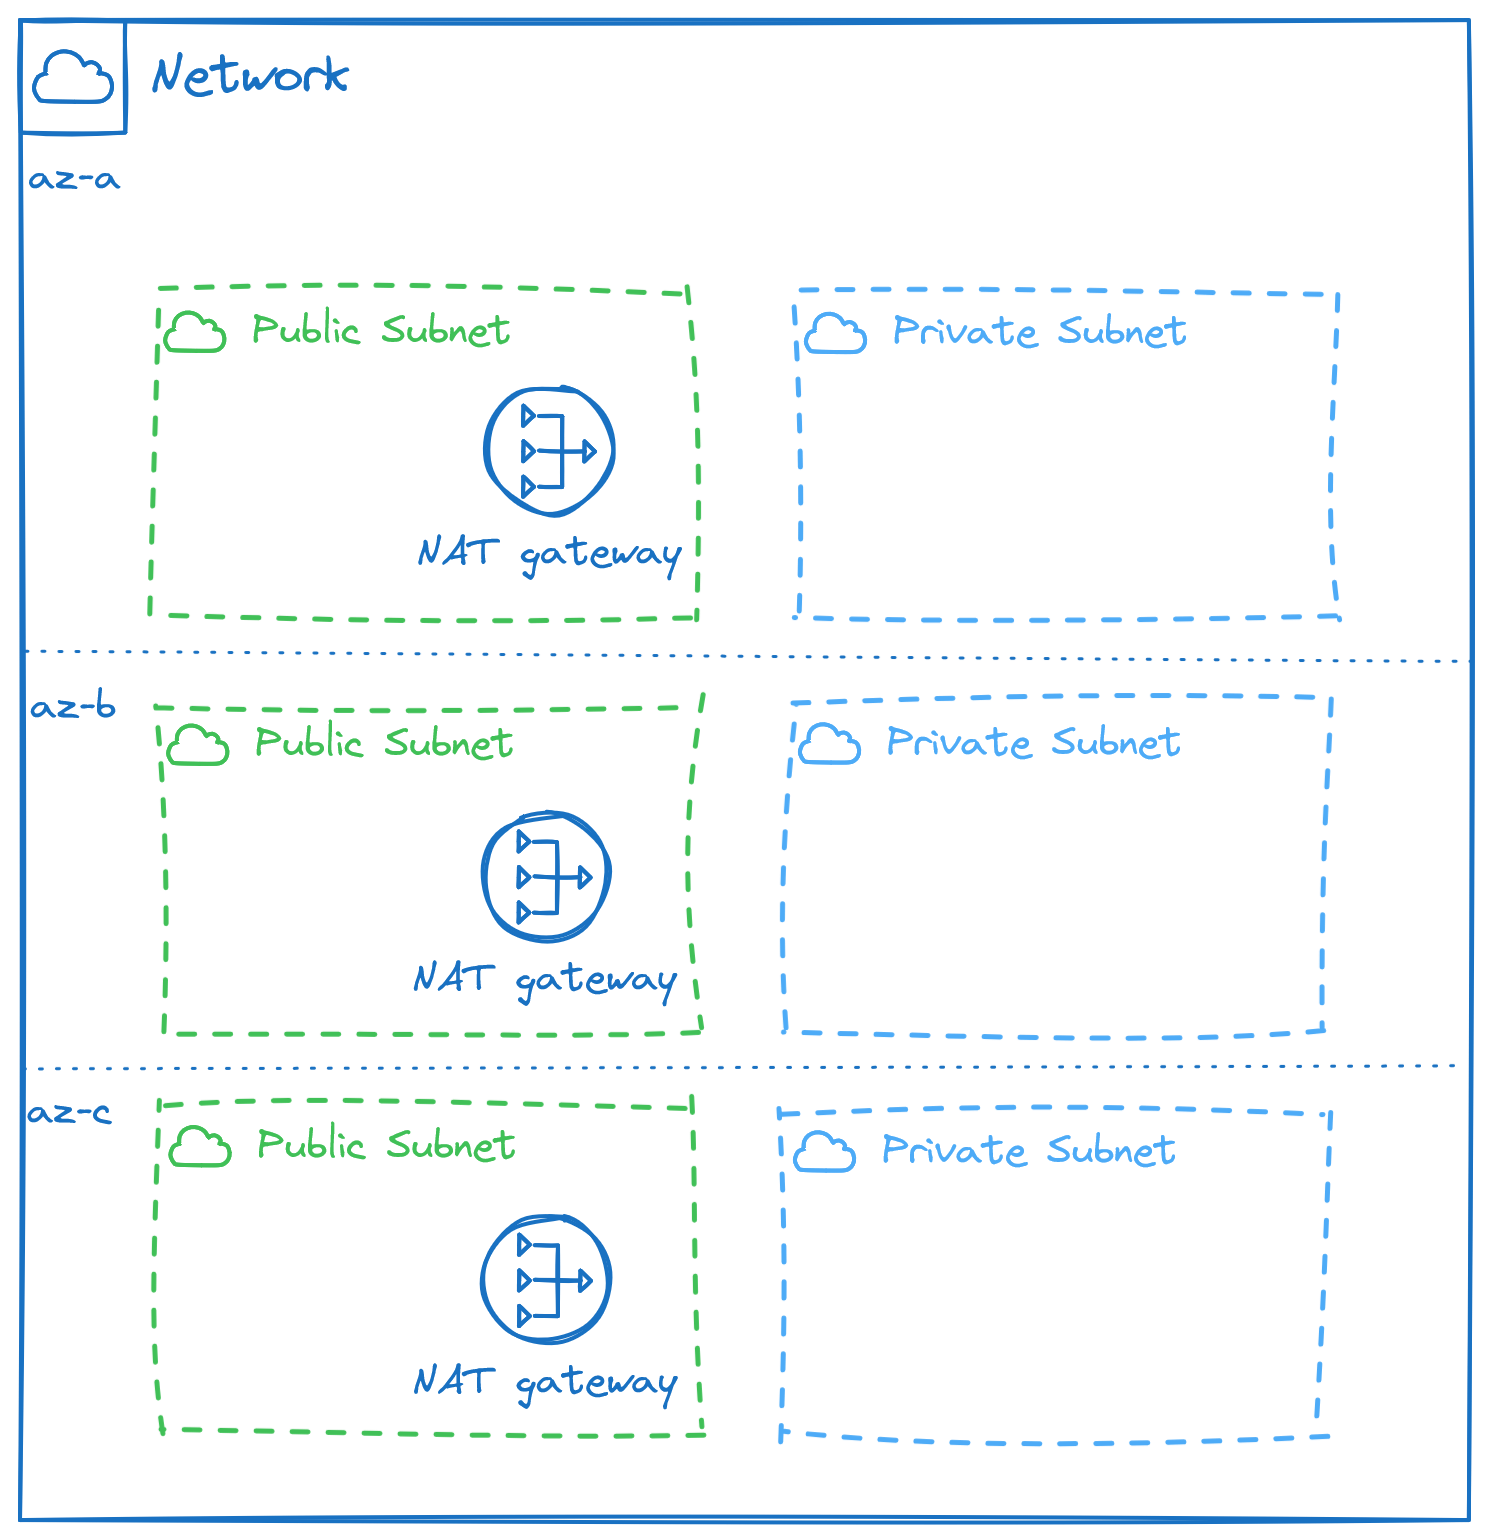 Network
az-a
Public Subnet
Private Subnet
NAT gateway
az-b
Public Subnet
Private Subnet
NAT gateway
az-c
Public Subnet
Private Subnet
NAT gateway